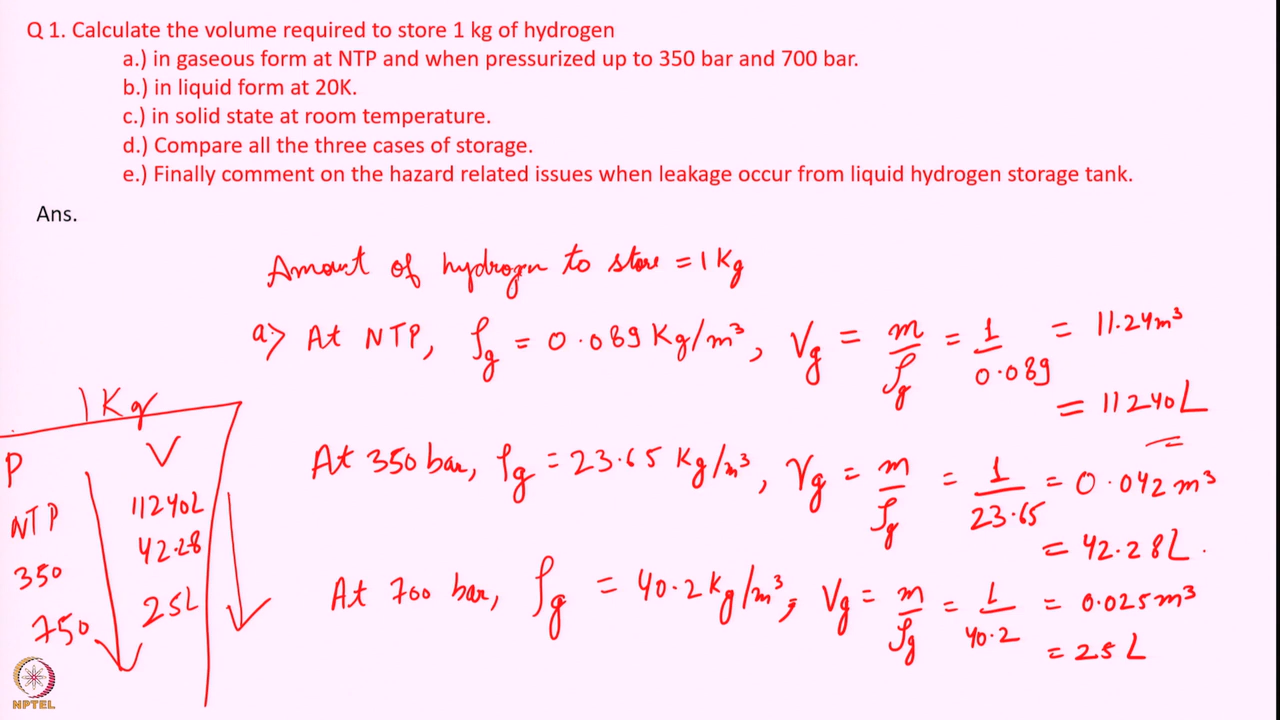 Q 1. Calculate the volume required to store 1 kg of hydrogen
a.) in gaseous form at NTP and when pressurized up to 350 bar and 700 bar.
b.) in liquid form at 20K.
c.) in solid state at room temperature.
d.) Compare all the three cases of storage.
e.) Finally comment on the hazard related issues when leakage occur from liquid hydrogen storage tank.
Ans.
Amount of hydrogen to store = 1 Kg
a> At NTP, ρg = 0.089 Kg/m³, Vg = m/ρg = 1/0.089 = 11.24 m³
= 11240 L
At 350 bar, ρg = 23.65 Kg/m³, Vg = m/ρg = 1/23.65 = 0.042 m³
= 42.28 L.
At 700 bar, ρg = 40.2 kg/m³, Vg = m/ρg = 1/40.2 = 0.025 m³
= 25 L
1 Kg
P V
NTP 11240L
350 42.28
750 25L
NPTEL